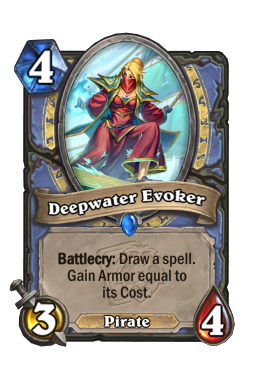 4
Deepwater Evoker
Battlecry: Draw a spell.
Gain Armor equal to
its Cost.
3
Pirate
4